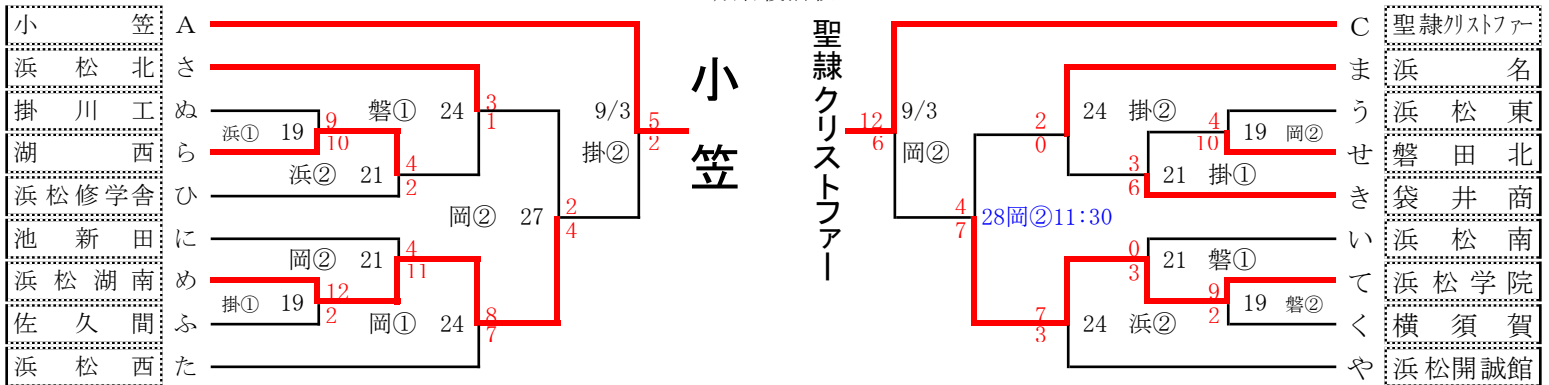 小笠 A
浜松北 さ
掛川工 ぬ
湖西 ら
浜松修学舎 ひ
池新田 に
浜松湖南 め
佐久間 ふ
浜松西 た
浜① 19 9
10
磐① 24 3
1
浜② 21 4
2
岡② 21 4
11
掛① 19 12
2
岡① 24 8
7
岡② 27 2
4
9/3 5
掛② 2
小笠
聖隷クリストファー
12 9/3
6 岡②
4
7 28岡②11:30
2 24 掛②
0
4 19 岡②
10
3 21 掛①
6
0 21 磐①
3
9 19 磐②
2
7 24 浜②
3
C 聖隷クリストファー
ま 浜名
う 浜松東
せ 磐田北
き 袋井商
い 浜松南
て 浜松学院
く 横須賀
や 浜松開誠館